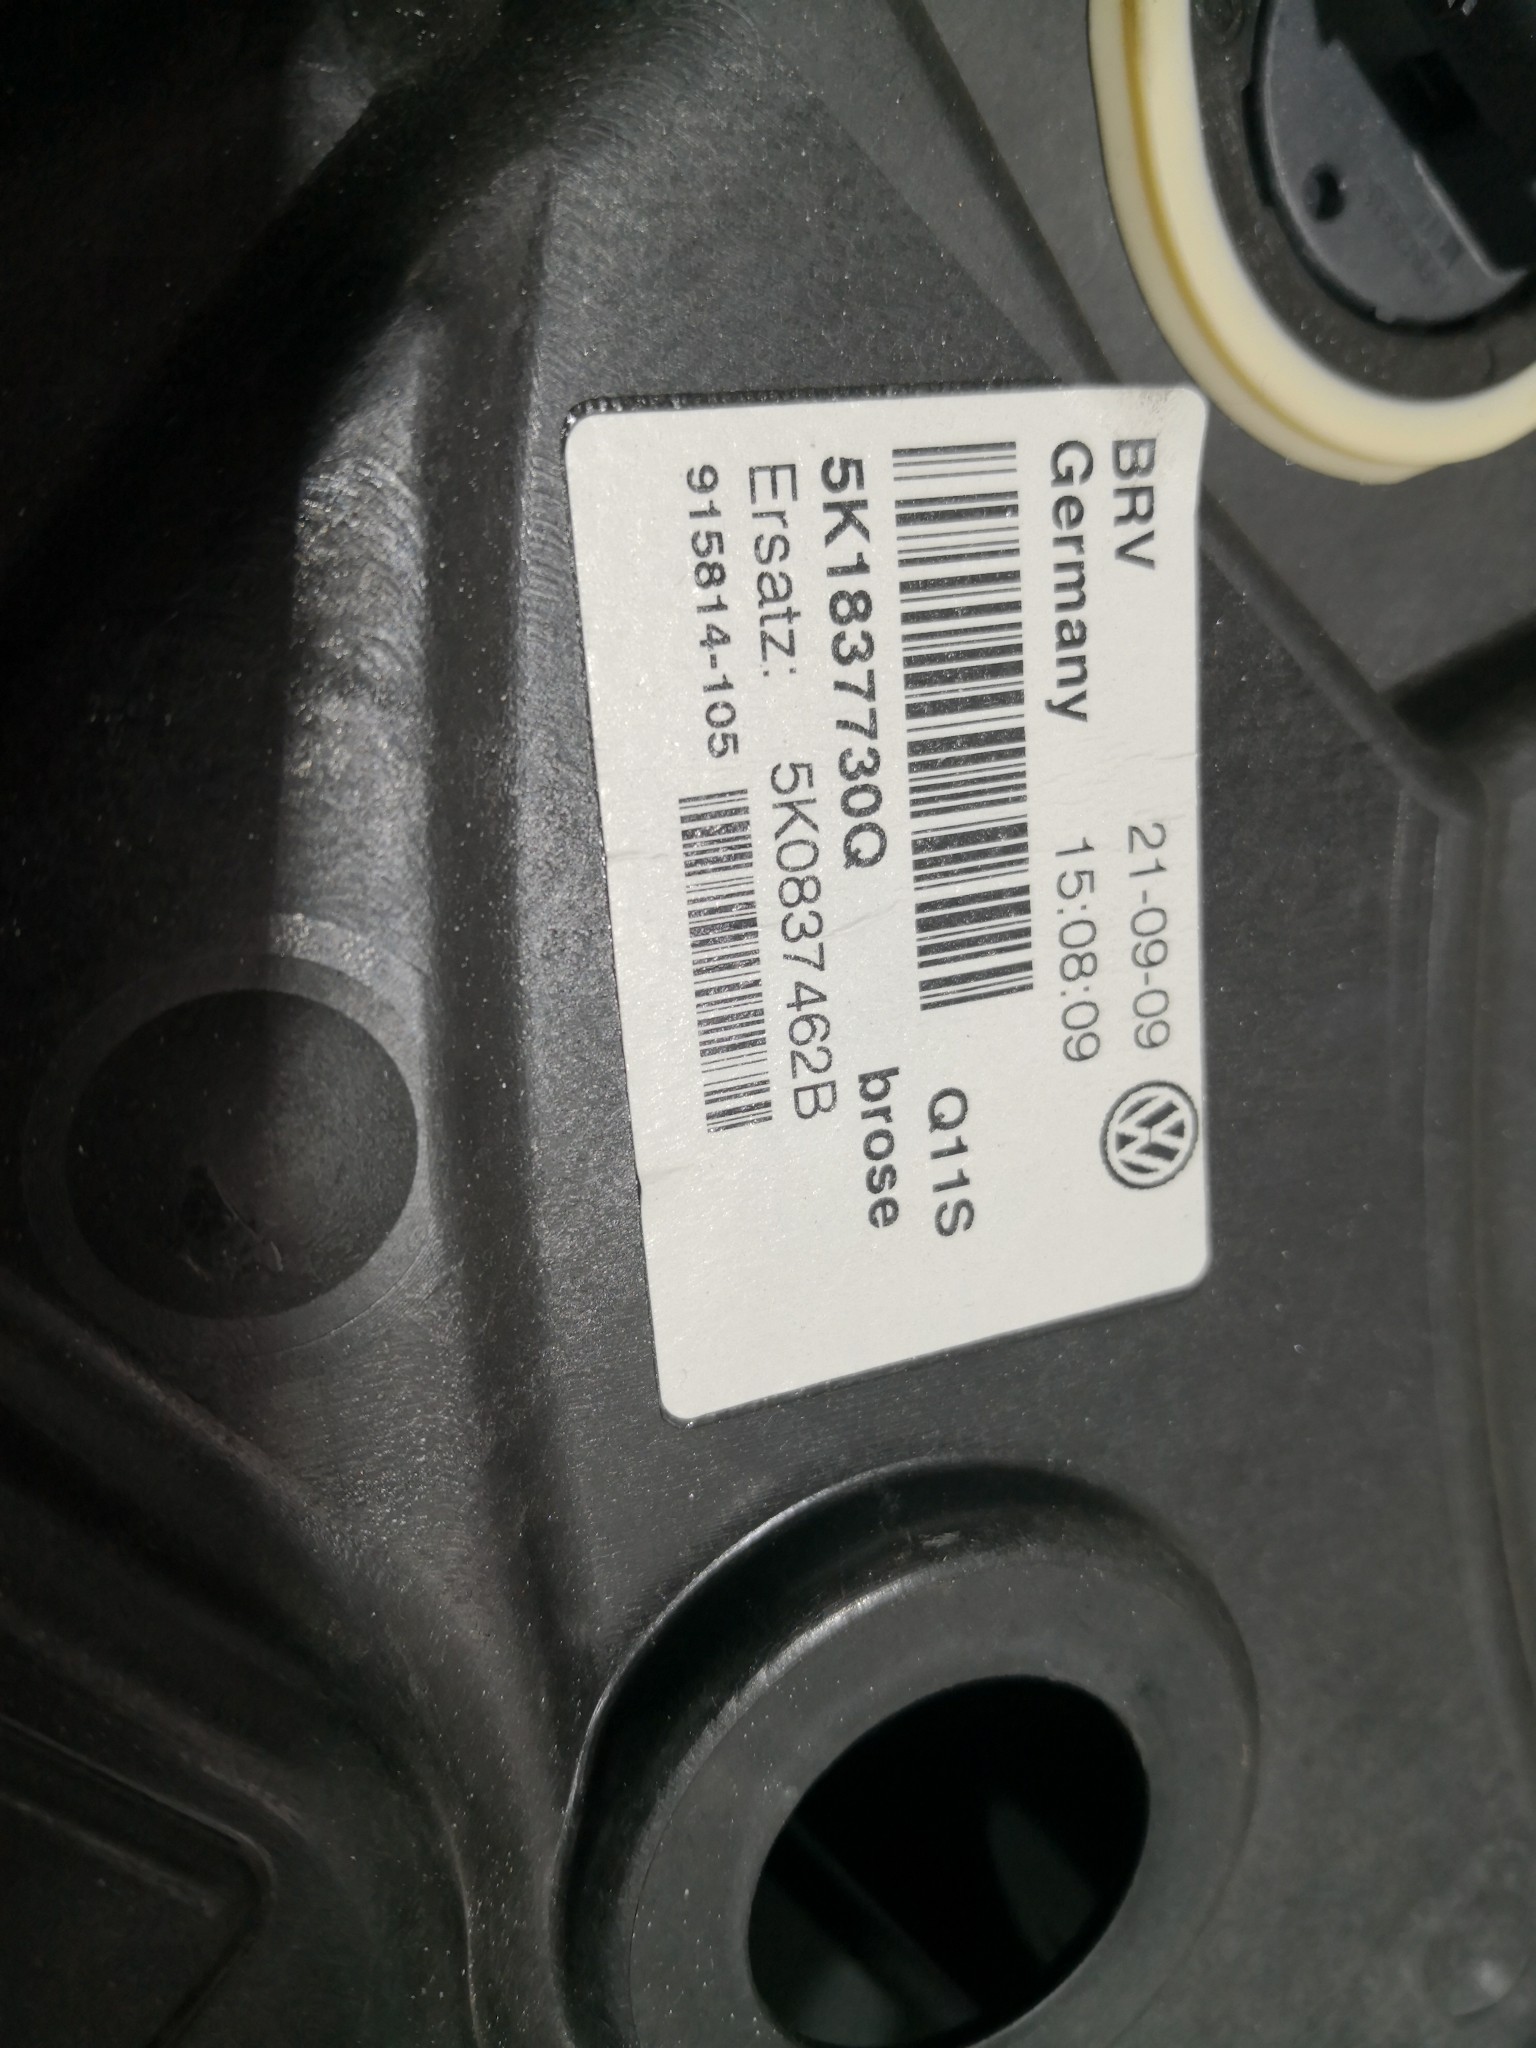 BRV 21-09-09
Germany 15:08:09
Q11S
5K1837730Q brose
Ersatz: 5K0837462B
915814-105